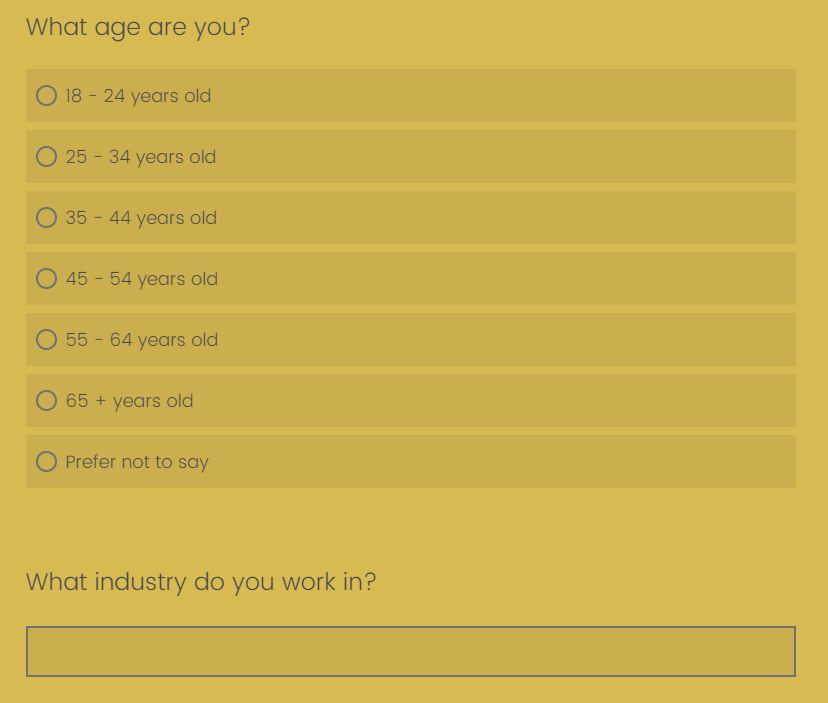 What age are you?
18 - 24 years old
25 - 34 years old
35 - 44 years old
45 - 54 years old
55 - 64 years old
65 + years old
Prefer not to say
What industry do you work in?